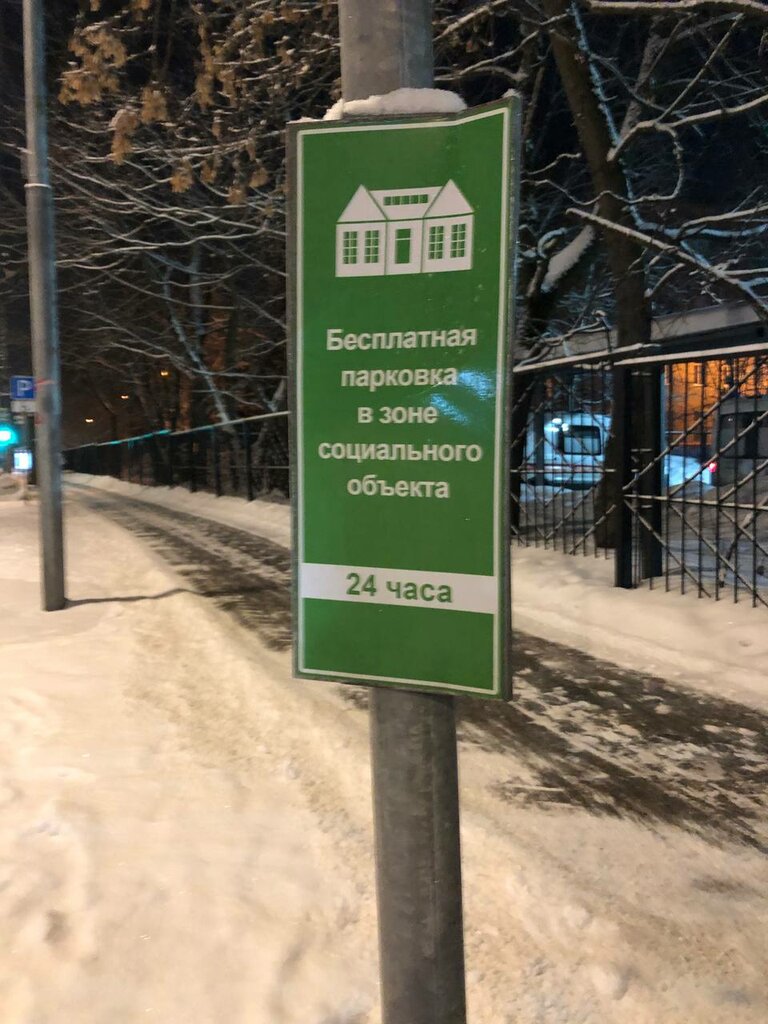 Бесплатная
парковка
в зоне
социального
объекта
24 часа
P